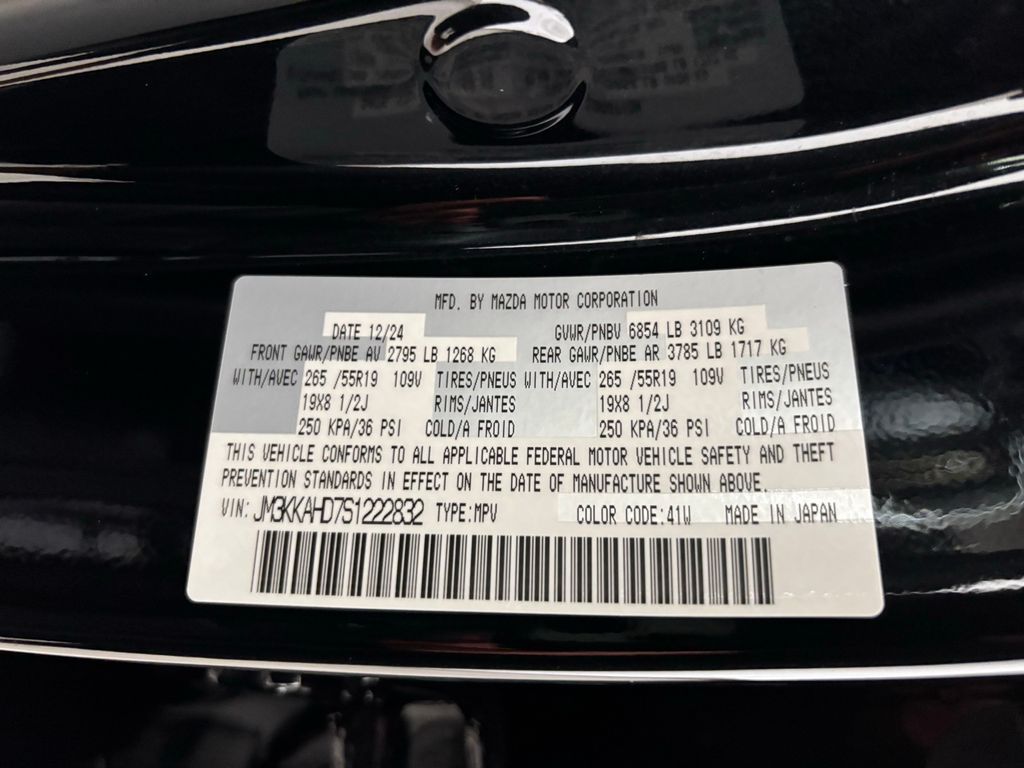 MFD. BY MAZDA MOTOR CORPORATION
DATE 12/24 GVWR/PNBV 6854 LB 3109 KG
FRONT GAWR/PNBE AV 2795 LB 1268 KG REAR GAWR/PNBE AR 3785 LB 1717 KG
WITH/AVEC 265 /55R19 109V TIRES/PNEUS WITH/AVEC 265 /55R19 109V TIRES/PNEUS
19X8 1/2J RIMS/JANTES 19X8 1/2J RIMS/JANTES
250 KPA/36 PSI COLD/A FROID 250 KPA/36 PSI COLD/A FROID
THIS VEHICLE CONFORMS TO ALL APPLICABLE FEDERAL MOTOR VEHICLE SAFETY AND THEFT
PREVENTION STANDARDS IN EFFECT ON THE DATE OF MANUFACTURE SHOWN ABOVE.
VIN: JM3KKAHD7S1222832 TYPE:MPV COLOR CODE:41W MADE IN JAPAN